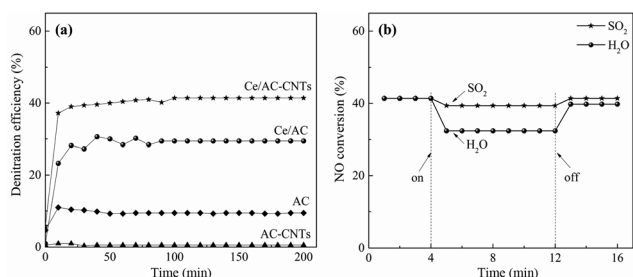 (a)
Denitration efficiency (%)
60
40
20
0
Ce/AC-CNTs
Ce/AC
AC
AC-CNTs
0 50 100 150 200
Time (min)
(b)
SO₂
H₂O
NO conversion (%)
60
40
20
0
SO₂
H₂O
on
off
0 4 8 12 16
Time (min)